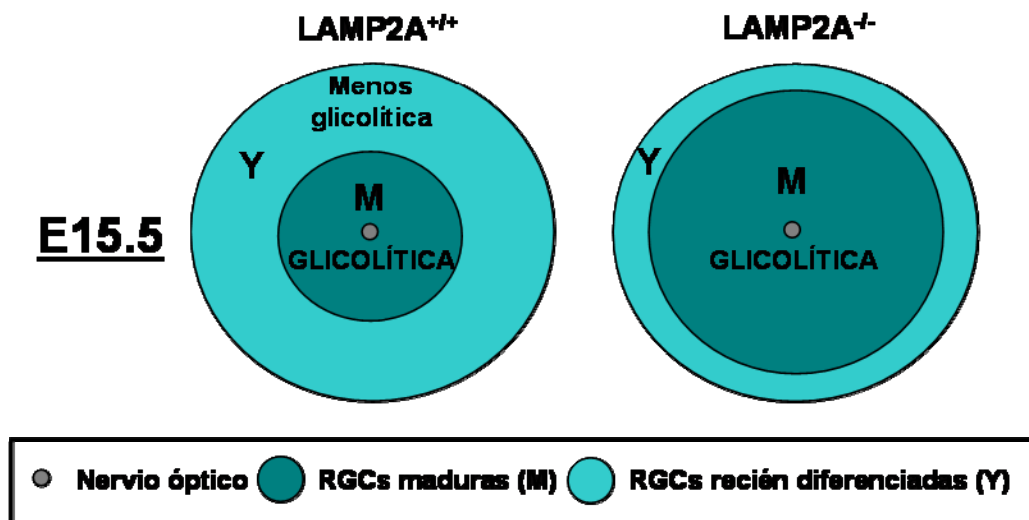 LAMP2A+/+
LAMP2A-/-
Menos
glicolítica
Y
M
GLICOLÍTICA
Y
M
GLICOLÍTICA
E15.5
Nervio óptico
RGCs maduras (M)
RGCs recién diferenciadas (Y)